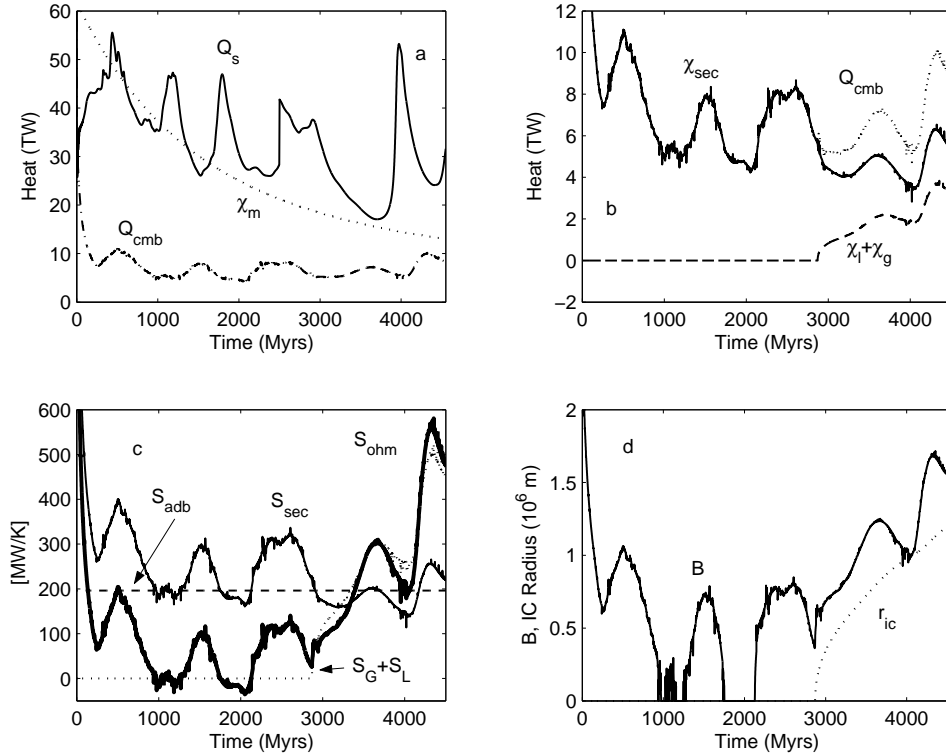 60
50
40
30
20
10
0
Heat (TW)
Q_s
a
χ_m
Q_cmb
0 1000 2000 3000 4000
Time (Myrs)
12
10
8
6
4
2
0
−2
Heat (TW)
χ_sec
Q_cmb
b
χ_l+χ_g
0 1000 2000 3000 4000
Time (Myrs)
600
500
400
300
200
100
0
[MW/K]
c
S_ohm
S_adb
S_sec
S_G+S_L
0 1000 2000 3000 4000
Time (Myrs)
2
1.5
1
0.5
0
B, IC Radius (10^6 m)
d
B
r_ic
0 1000 2000 3000 4000
Time (Myrs)